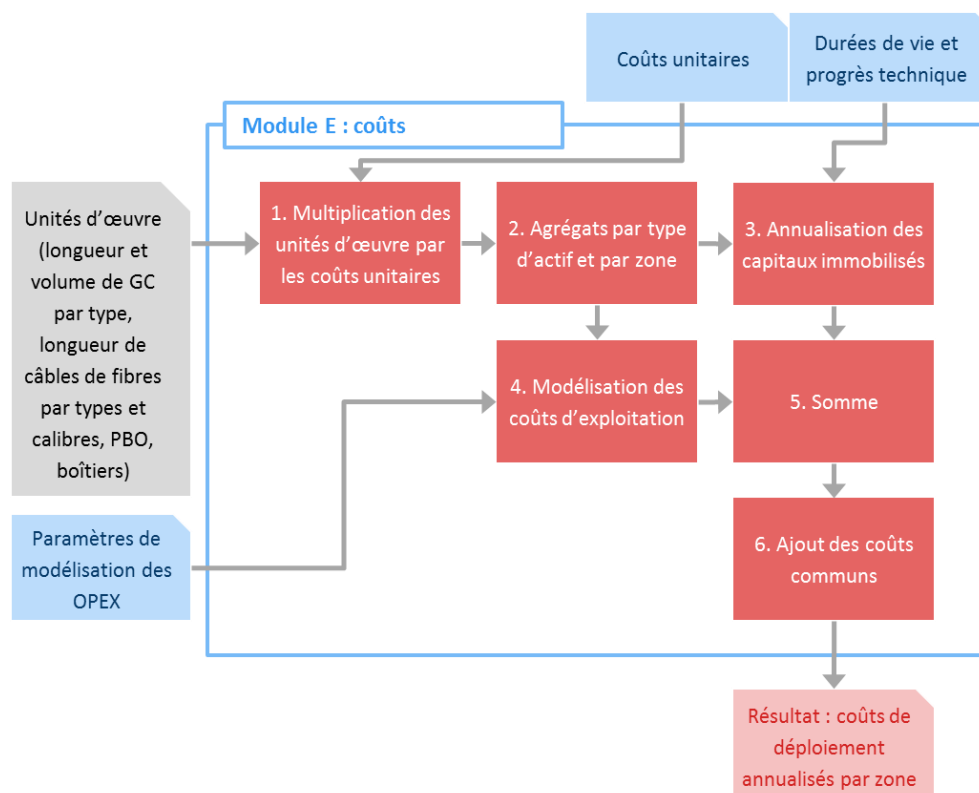 Coûts unitaires
Durées de vie et
progrès technique
Module E : coûts
Unités d'œuvre
(longueur et
volume de GC
par type,
longueur de
câbles de fibres
par types et
calibres, PBO,
boîtiers)
1. Multiplication des
unités d'œuvre par
les coûts unitaires
2. Agrégats par type
d'actif et par zone
3. Annualisation des
capitaux immobilisés
4. Modélisation des
coûts d'exploitation
5. Somme
Paramètres de
modélisation des
OPEX
6. Ajout des coûts
communs
Résultat : coûts de
déploiement
annualisés par zone